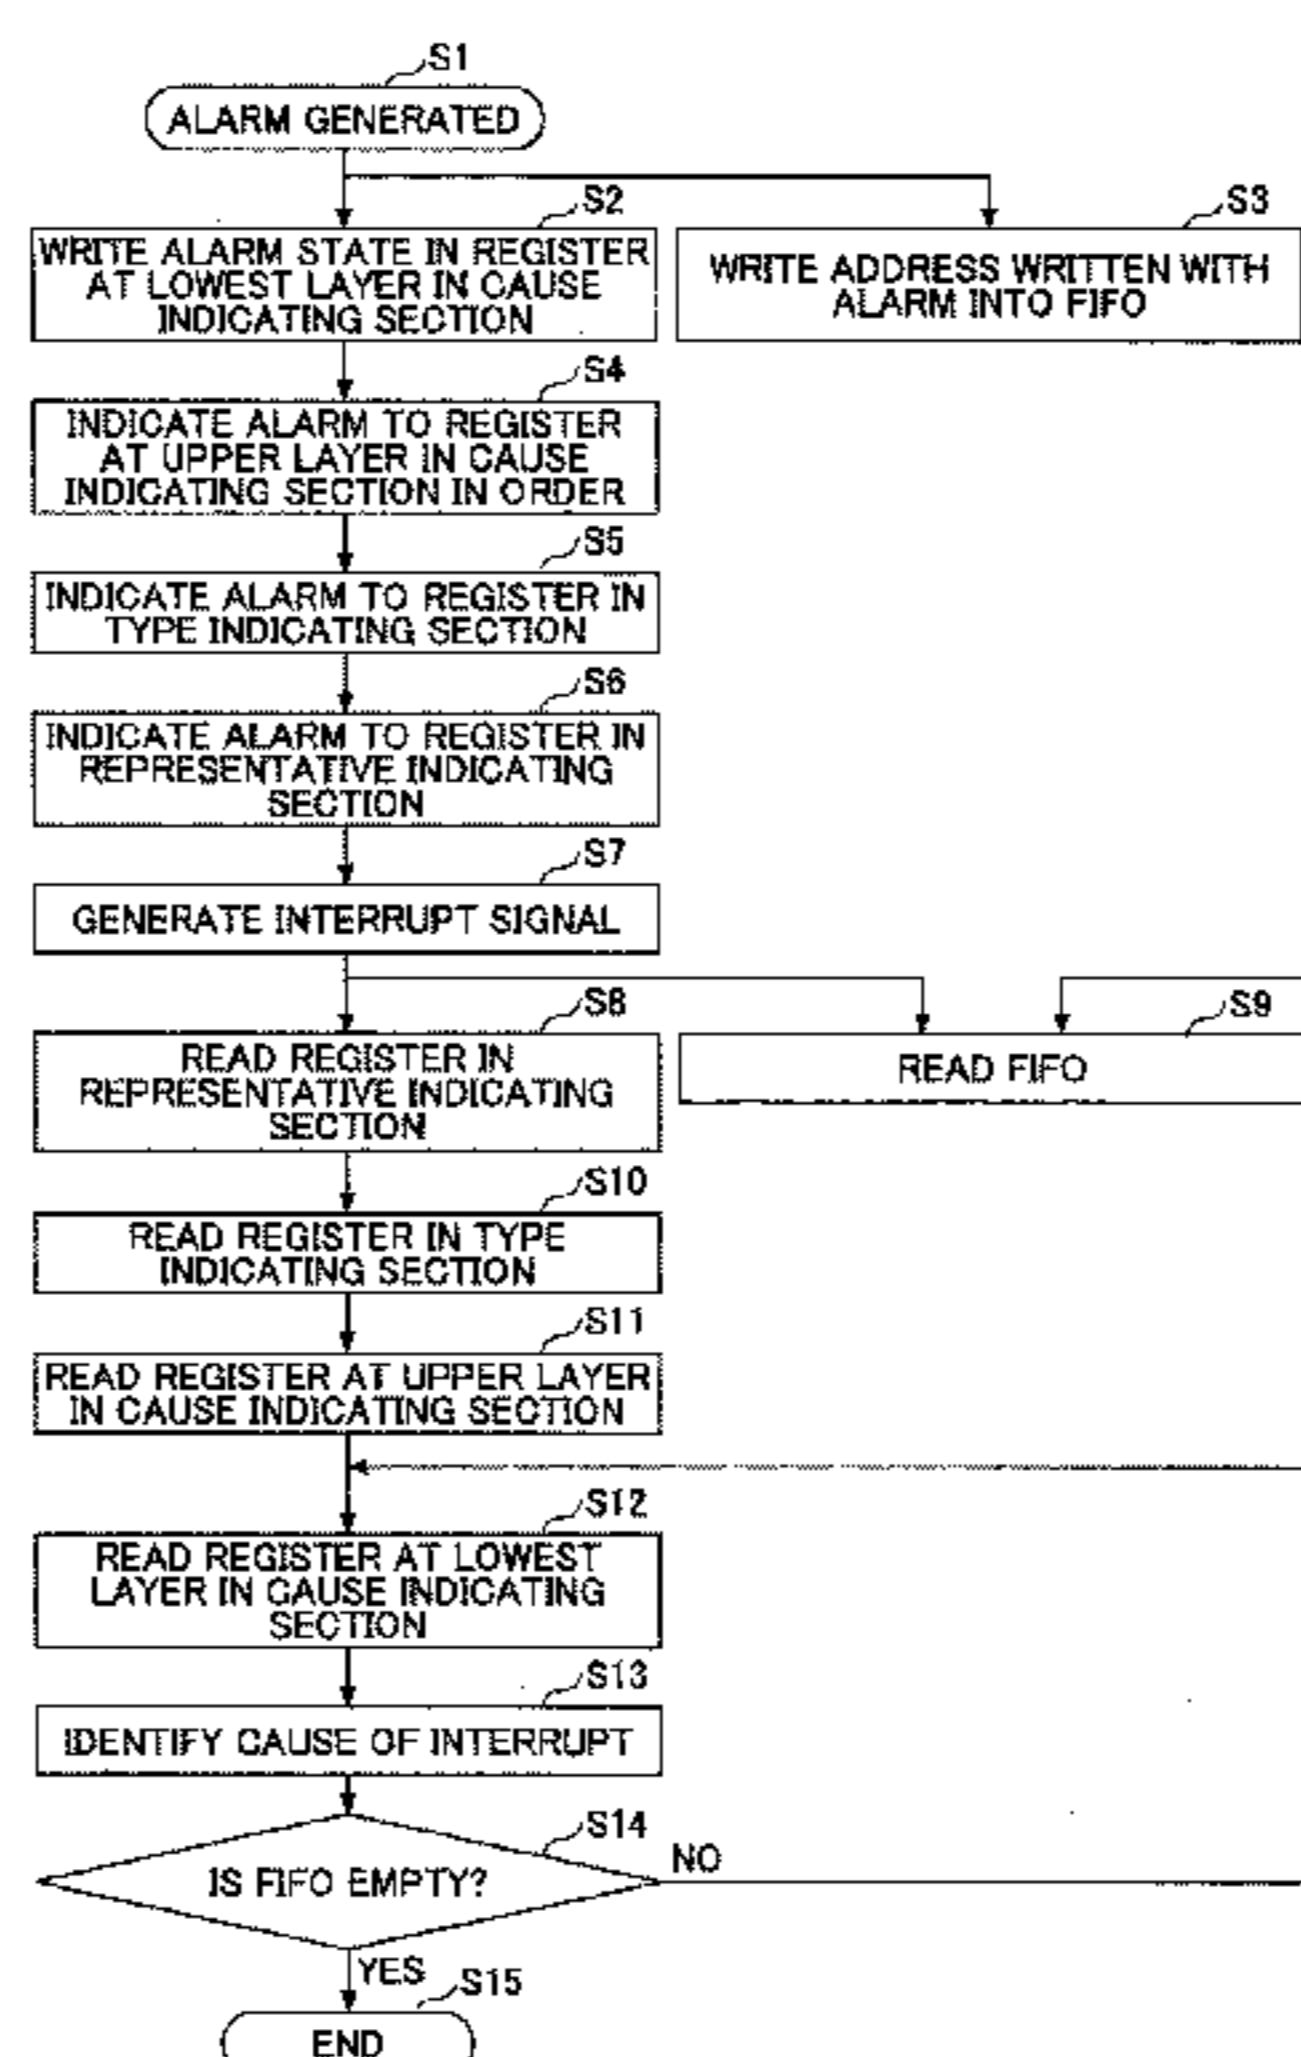 S1
ALARM GENERATED
S2
WRITE ALARM STATE IN REGISTER
AT LOWEST LAYER IN CAUSE
INDICATING SECTION
S3
WRITE ADDRESS WRITTEN WITH
ALARM INTO FIFO
S4
INDICATE ALARM TO REGISTER
AT UPPER LAYER IN CAUSE
INDICATING SECTION IN ORDER
S5
INDICATE ALARM TO REGISTER IN
TYPE INDICATING SECTION
S6
INDICATE ALARM TO REGISTER IN
REPRESENTATIVE INDICATING
SECTION
S7
GENERATE INTERRUPT SIGNAL
S8
READ REGISTER IN
REPRESENTATIVE INDICATING
SECTION
S9
READ FIFO
S10
READ REGISTER IN TYPE
INDICATING SECTION
S11
READ REGISTER AT UPPER LAYER
IN CAUSE INDICATING SECTION
S12
READ REGISTER AT LOWEST
LAYER IN CAUSE INDICATING
SECTION
S13
IDENTIFY CAUSE OF INTERRUPT
S14
IS FIFO EMPTY?
NO
YES
S15
END